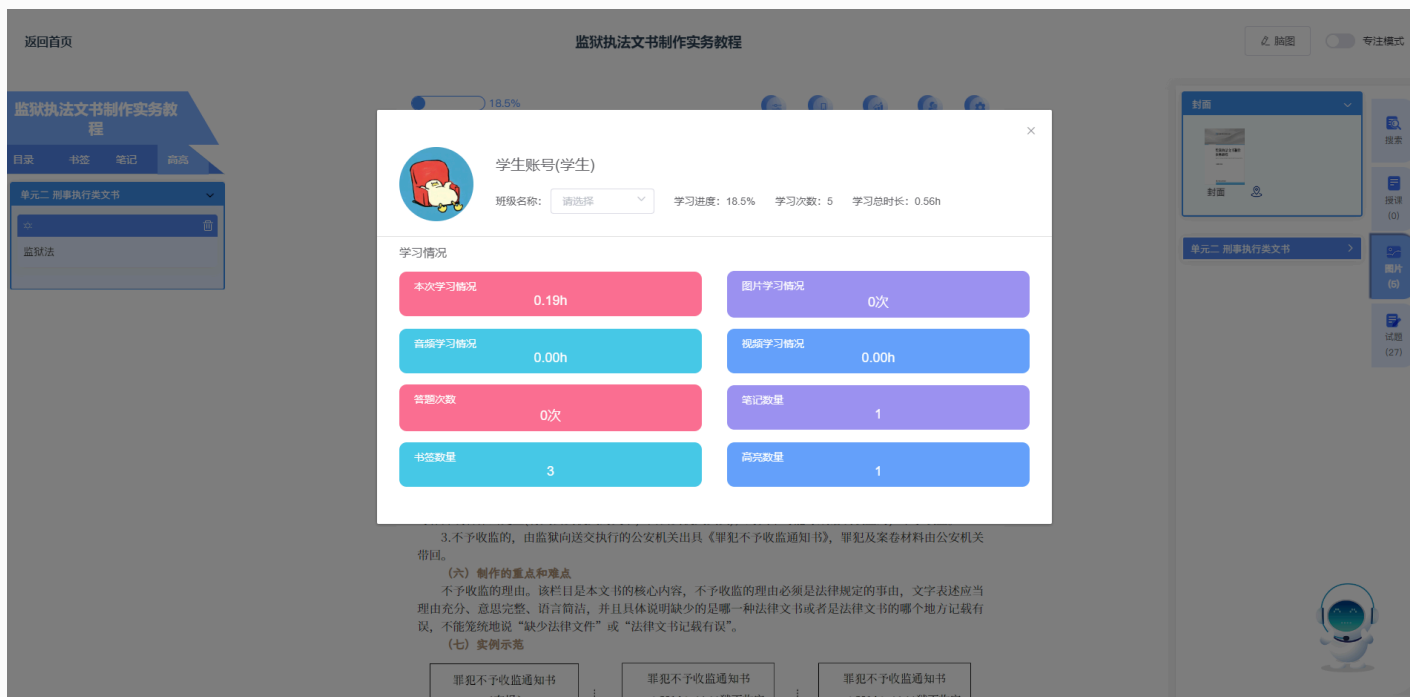 返回首页
监狱执法文书制作实务教程
脑图
专注模式
监狱执法文书制作实务教
程
目录
书签
笔记
高亮
单元二 刑事执行类文书
监狱法
18.5%
学生账号(学生)
班级名称:
请选择
学习进度: 18.5%
学习次数: 5
学习总时长: 0.56h
学习情况
本次学习情况
0.19h
图片学习情况
0次
音频学习情况
0.00h
视频学习情况
0.00h
答题次数
0次
笔记数量
1
书签数量
3
高亮数量
1
3.不予收监的，由监狱向送交执行的公安机关出具《罪犯不予收监通知书》，罪犯及案卷材料由公安机关
带回。
（六）制作的重点和难点
不予收监的理由。该栏目是本文书的核心内容，不予收监的理由必须是法律规定的事由，文字表述应当
理由充分、意思完整、语言简洁，并且具体说明缺少的是哪一种法律文书或者是法律文书的哪个地方记载有
误，不能笼统地说“缺少法律文件”或“法律文书记载有误”。
（七）实例示范
罪犯不予收监通知书
罪犯不予收监通知书
罪犯不予收监通知书
封面
封面
单元二 刑事执行类文书
搜索
授课
(0)
图片
(5)
试题
(27)